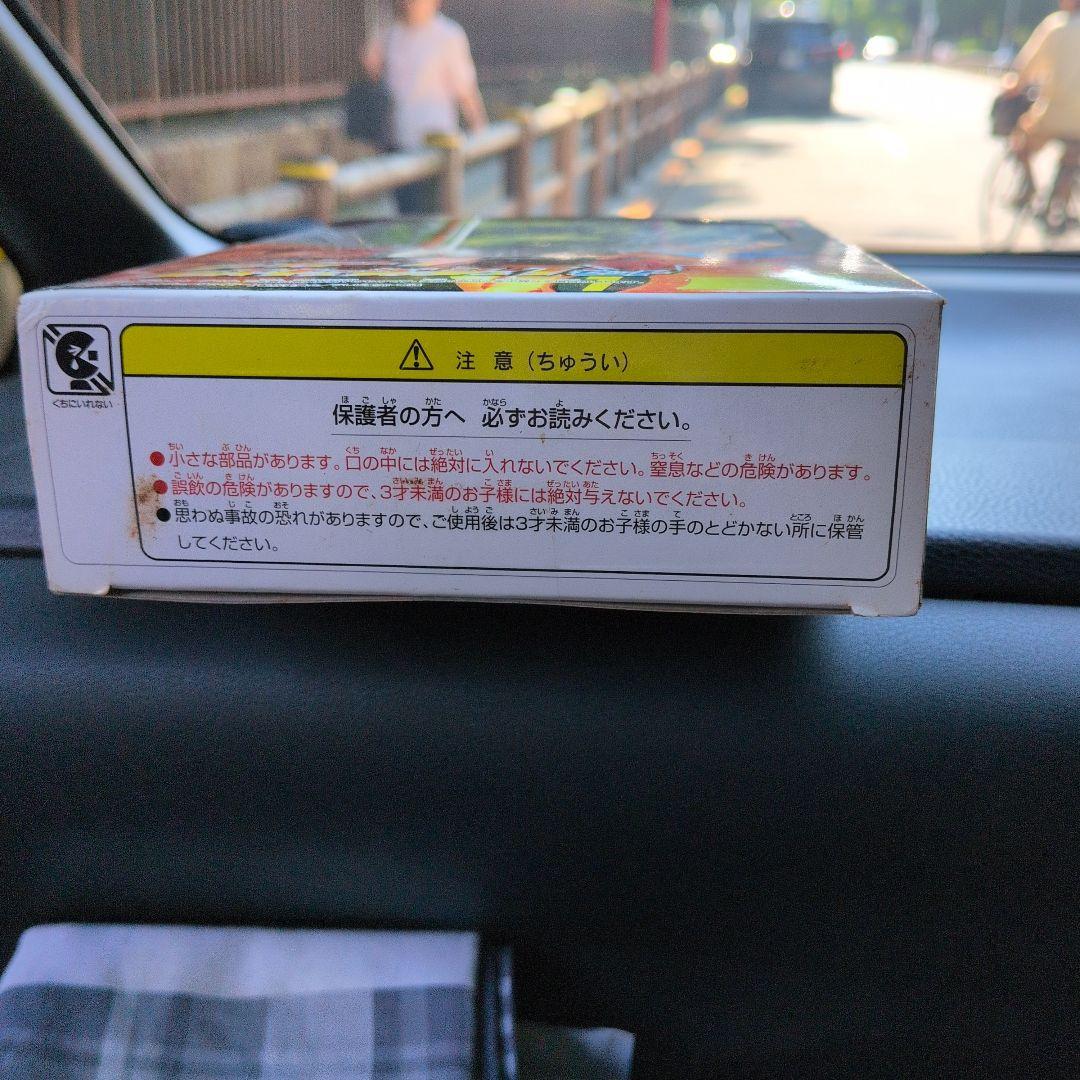 注意(ちゅうい)
くちにいれない
保護者の方へ 必ずお読みください。
●小さな部品があります。口の中には絶対に入れないでください。窒息などの危険があります。
●誤飲の危険がありますので、3才未満のお子様には絶対与えないでください。
●思わぬ事故の恐れがありますので、ご使用後は3才未満のお子様の手のとどかない所に保管
してください。